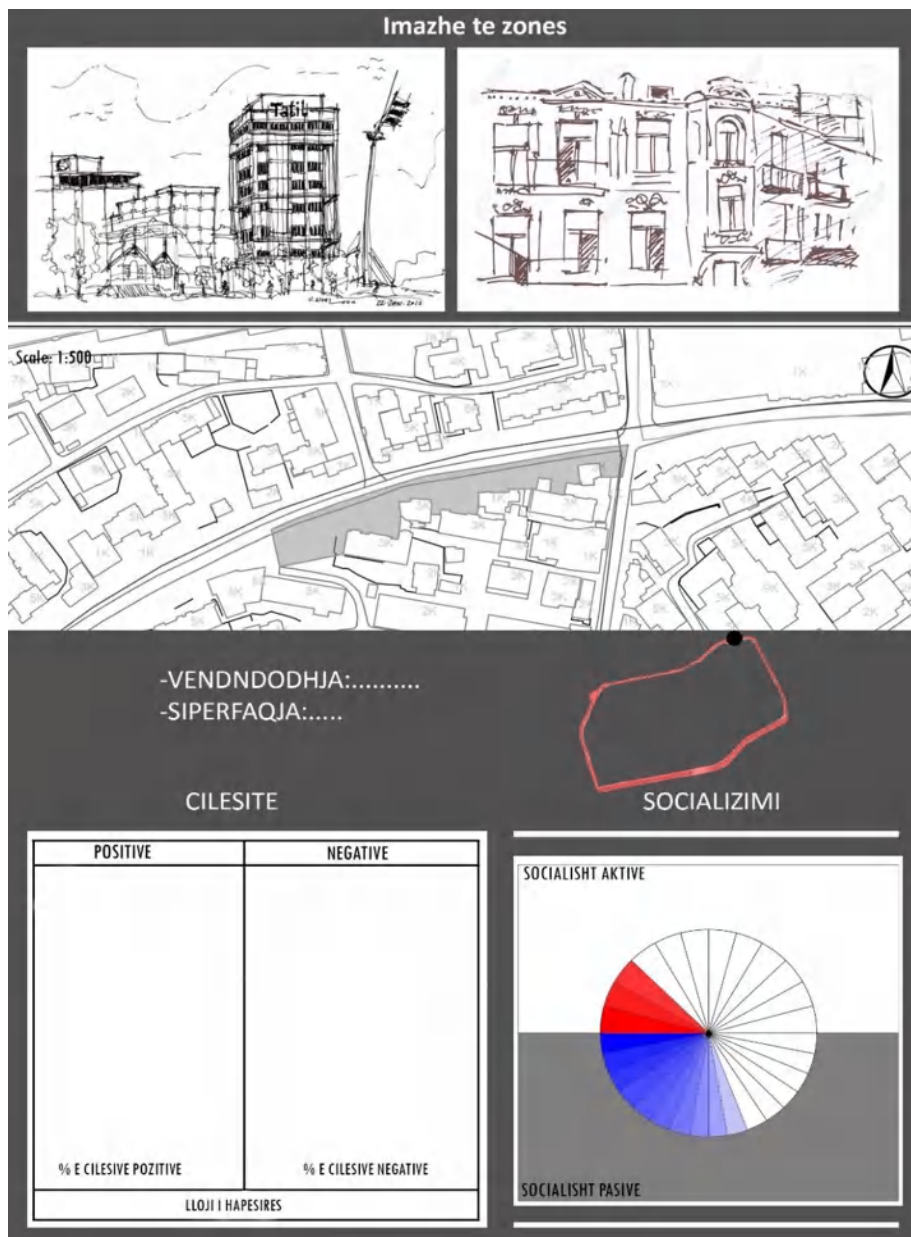 Imazhe te zones
Tatil
Scale: 1:500
-VENDNDODHJA:..........
-SIPERFAQJA:.....
CILESITE
SOCIALIZIMI
POSITIVE
NEGATIVE
SOCIALISHT AKTIVE
% E CILESIVE POZITIVE
% E CILESIVE NEGATIVE
SOCIALISHT PASIVE
LLOJI I HAPESIRES